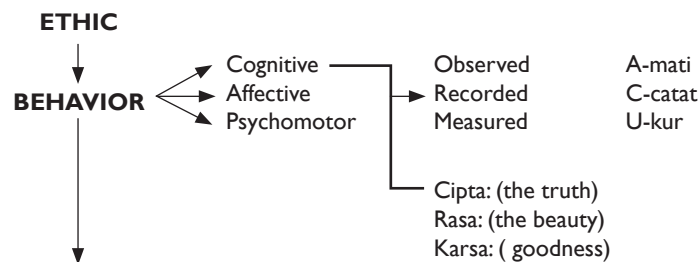 ETHIC
Cognitive Observed A-mati
BEHAVIOR Affective Recorded C-catat
Psychomotor Measured U-kur
Cipta: (the truth)
Rasa: (the beauty)
Karsa: ( goodness)